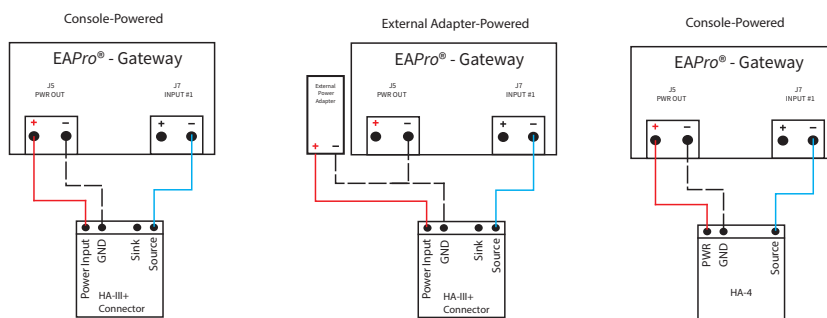 Console-Powered
EAPro® - Gateway
J5
PWR OUT
J7
INPUT #1
+ −
+ −
Power Input
GND
Sink
Source
HA-III+
Connector
External Adapter-Powered
EAPro® - Gateway
External
Power
Adapter
J5
PWR OUT
J7
INPUT #1
+ −
+ −
+ −
Power Input
GND
Sink
Source
HA-III+
Connector
Console-Powered
EAPro® - Gateway
J5
PWR OUT
J7
INPUT #1
+ −
+ −
PWR
GND
Source
HA-4